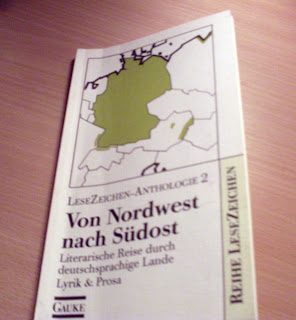 LESEZEICHEN-ANTHOLOGIE 2
Von Nordwest
nach Südost
Literarische Reise durch
deutschsprachige Lande
Lyrik & Prosa
GAUKE
REIHE LESEZEICHEN